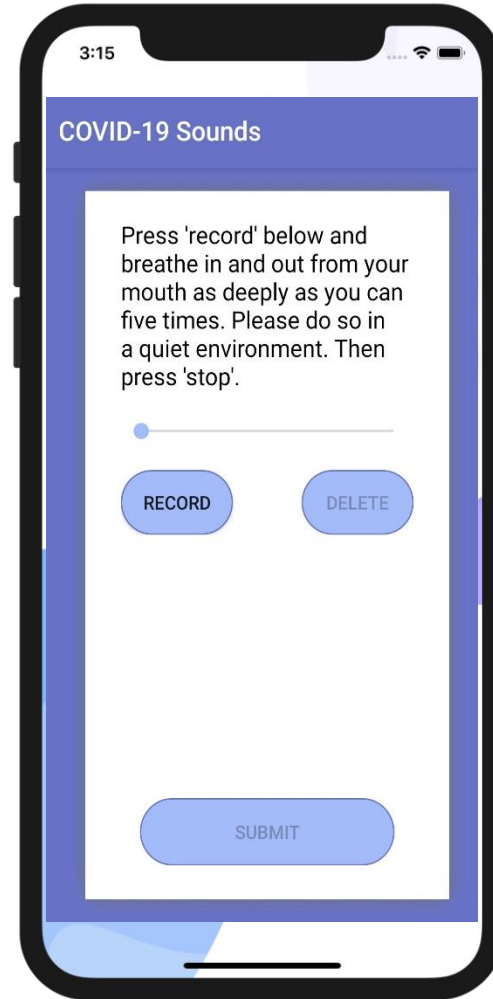 3:15
COVID-19 Sounds
Press 'record' below and
breathe in and out from your
mouth as deeply as you can
five times. Please do so in
a quiet environment. Then
press 'stop'.
RECORD DELETE
SUBMIT